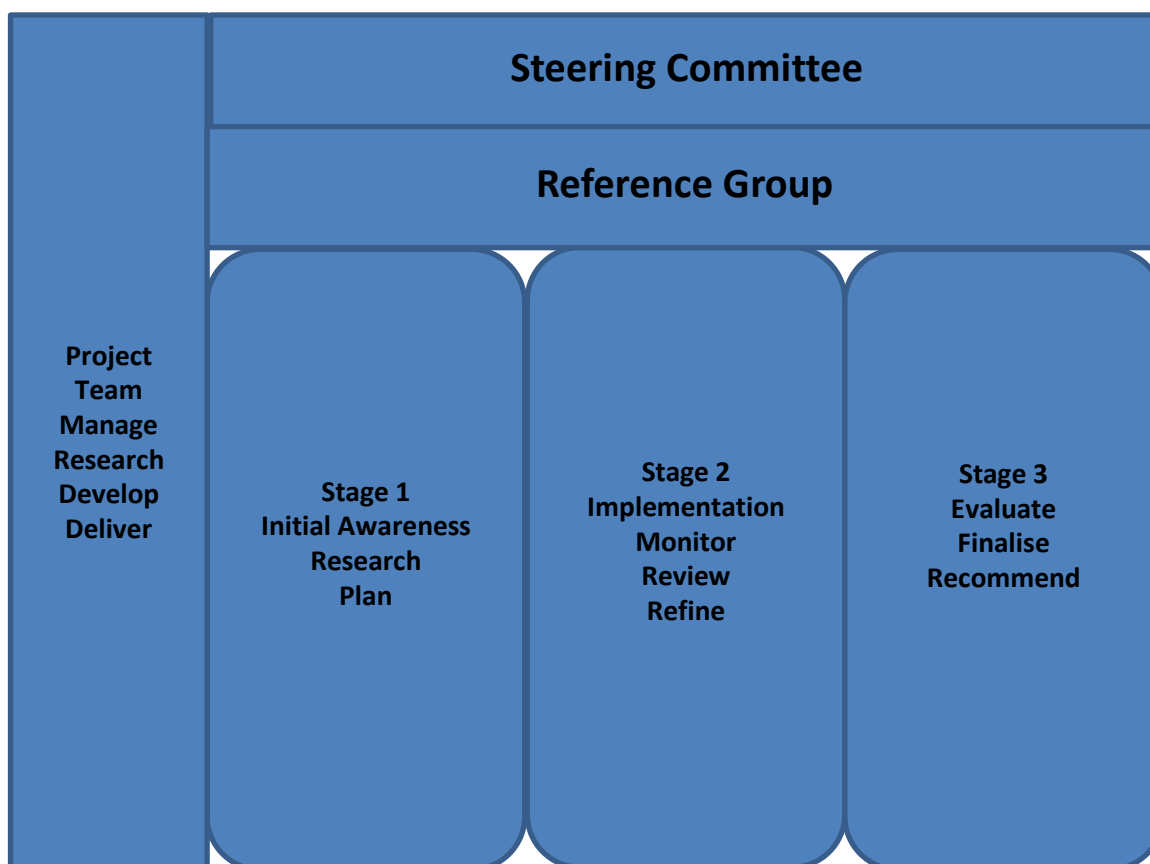 Steering Committee
Reference Group
Project
Team
Manage
Research
Develop
Deliver
Stage 1
Initial Awareness
Research
Plan
Stage 2
Implementation
Monitor
Review
Refine
Stage 3
Evaluate
Finalise
Recommend